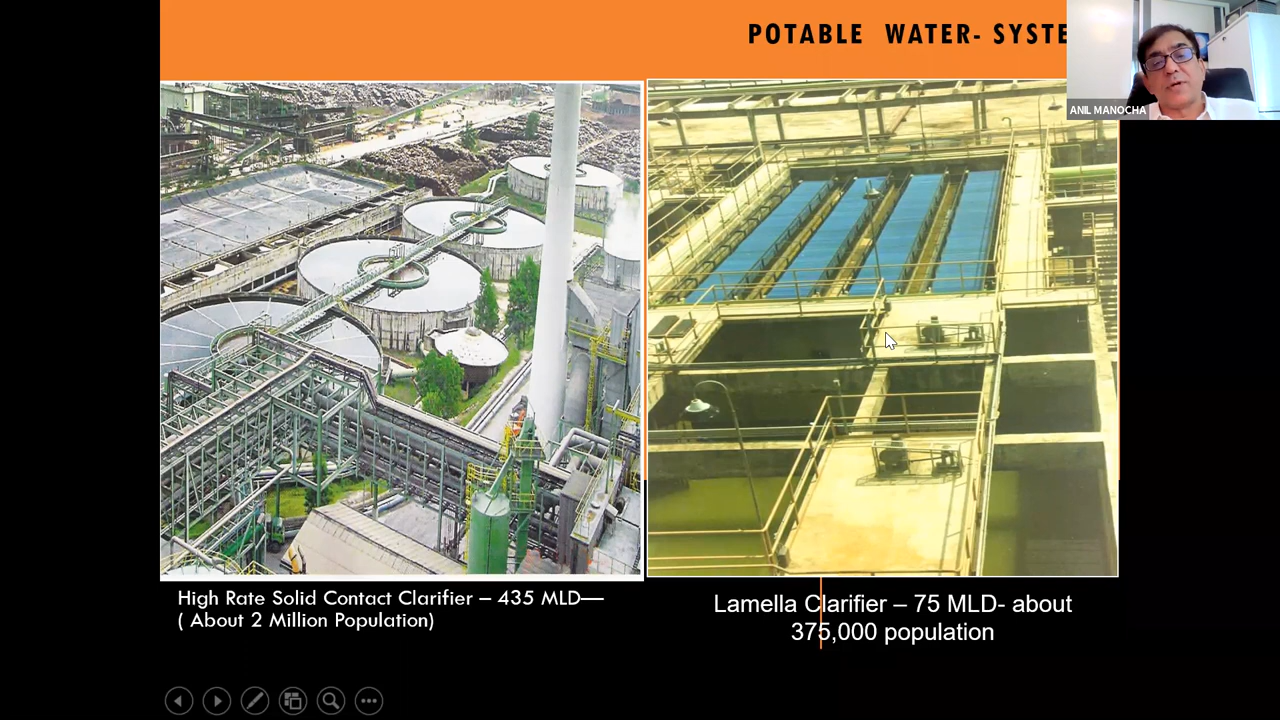 POTABLE WATER- SYSTE
ANIL MANOCHA
High Rate Solid Contact Clarifier – 435 MLD—
( About 2 Million Population)
Lamella Clarifier – 75 MLD- about
375,000 population